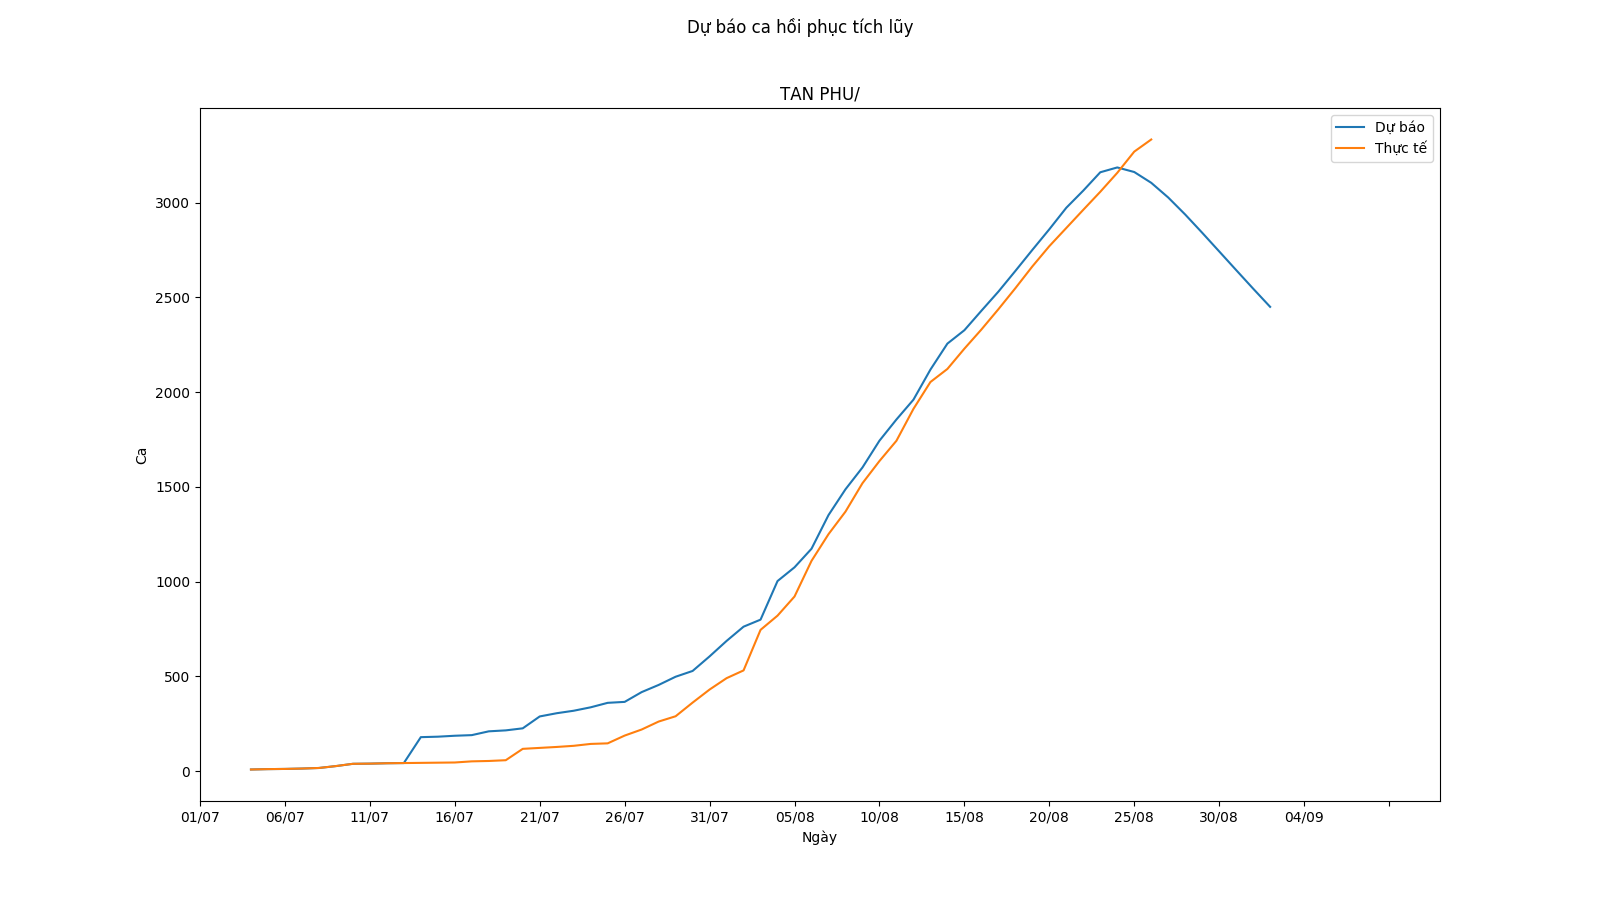 Dự báo ca hồi phục tích lũy
TAN PHU/
Dự báo
Thực tế
3000
2500
2000
1500
1000
500
0
Ca
01/07 06/07 11/07 16/07 21/07 26/07 31/07 05/08 10/08 15/08 20/08 25/08 30/08 04/09
Ngày